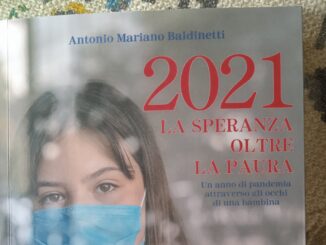 Antonio Mariano Baldinetti
2021
LA SPERANZA
OLTRE
LA PAURA
Un anno di pandemia
attraverso gli occhi
di una bambina